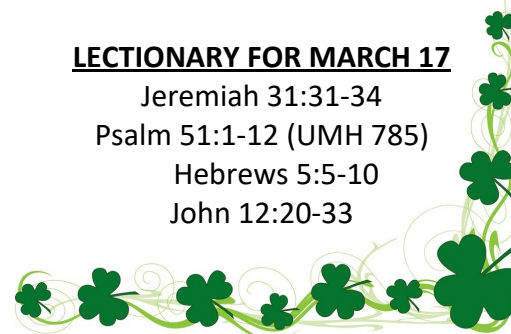 LECTIONARY FOR MARCH 17
Jeremiah 31:31-34
Psalm 51:1-12 (UMH 785)
Hebrews 5:5-10
John 12:20-33